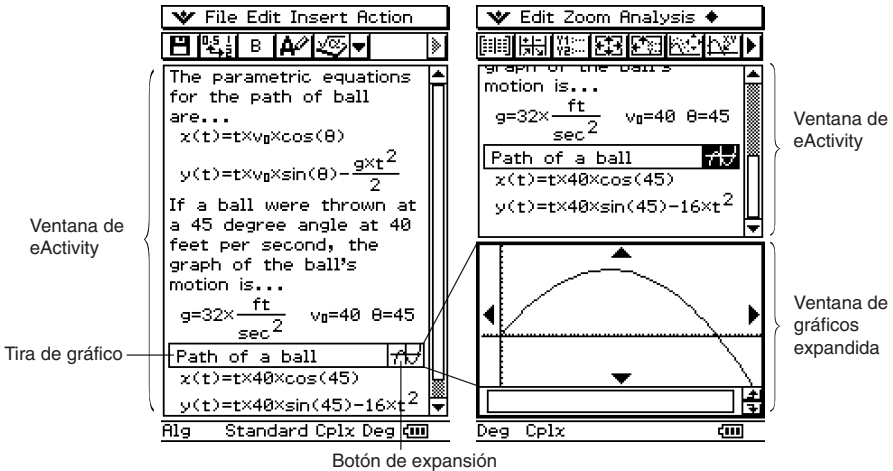 File Edit Insert Action
B
The parametric equations
for the path of ball
are...
x(t)=t×v₀×cos(θ)
y(t)=t×v₀×sin(θ)-g×t²/2
If a ball were thrown at
a 45 degree angle at 40
feet per second, the
graph of the ball's
motion is...
g=32×ft/sec² v₀=40 θ=45
Path of a ball
x(t)=t×40×cos(45)
y(t)=t×40×sin(45)-16×t²
Alg Standard Cplx Deg
Ventana de
eActivity
Tira de gráfico
Botón de expansión
Edit Zoom Analysis
graph of the ball's
motion is...
g=32×ft/sec² v₀=40 θ=45
Path of a ball
x(t)=t×40×cos(45)
y(t)=t×40×sin(45)-16×t²
Deg Cplx
Ventana de
eActivity
Ventana de
gráficos
expandida